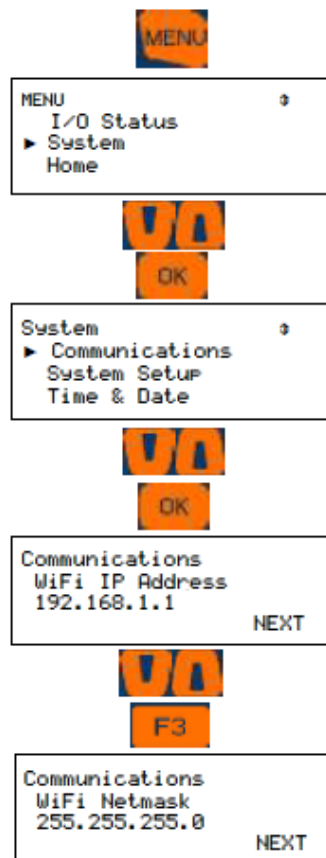 MENU
MENU
I/O Status
System
Home
OK
System
Communications
System Setup
Time & Date
OK
Communications
WiFi IP Address
192.168.1.1
NEXT
F3
Communications
WiFi Netmask
255.255.255.0
NEXT